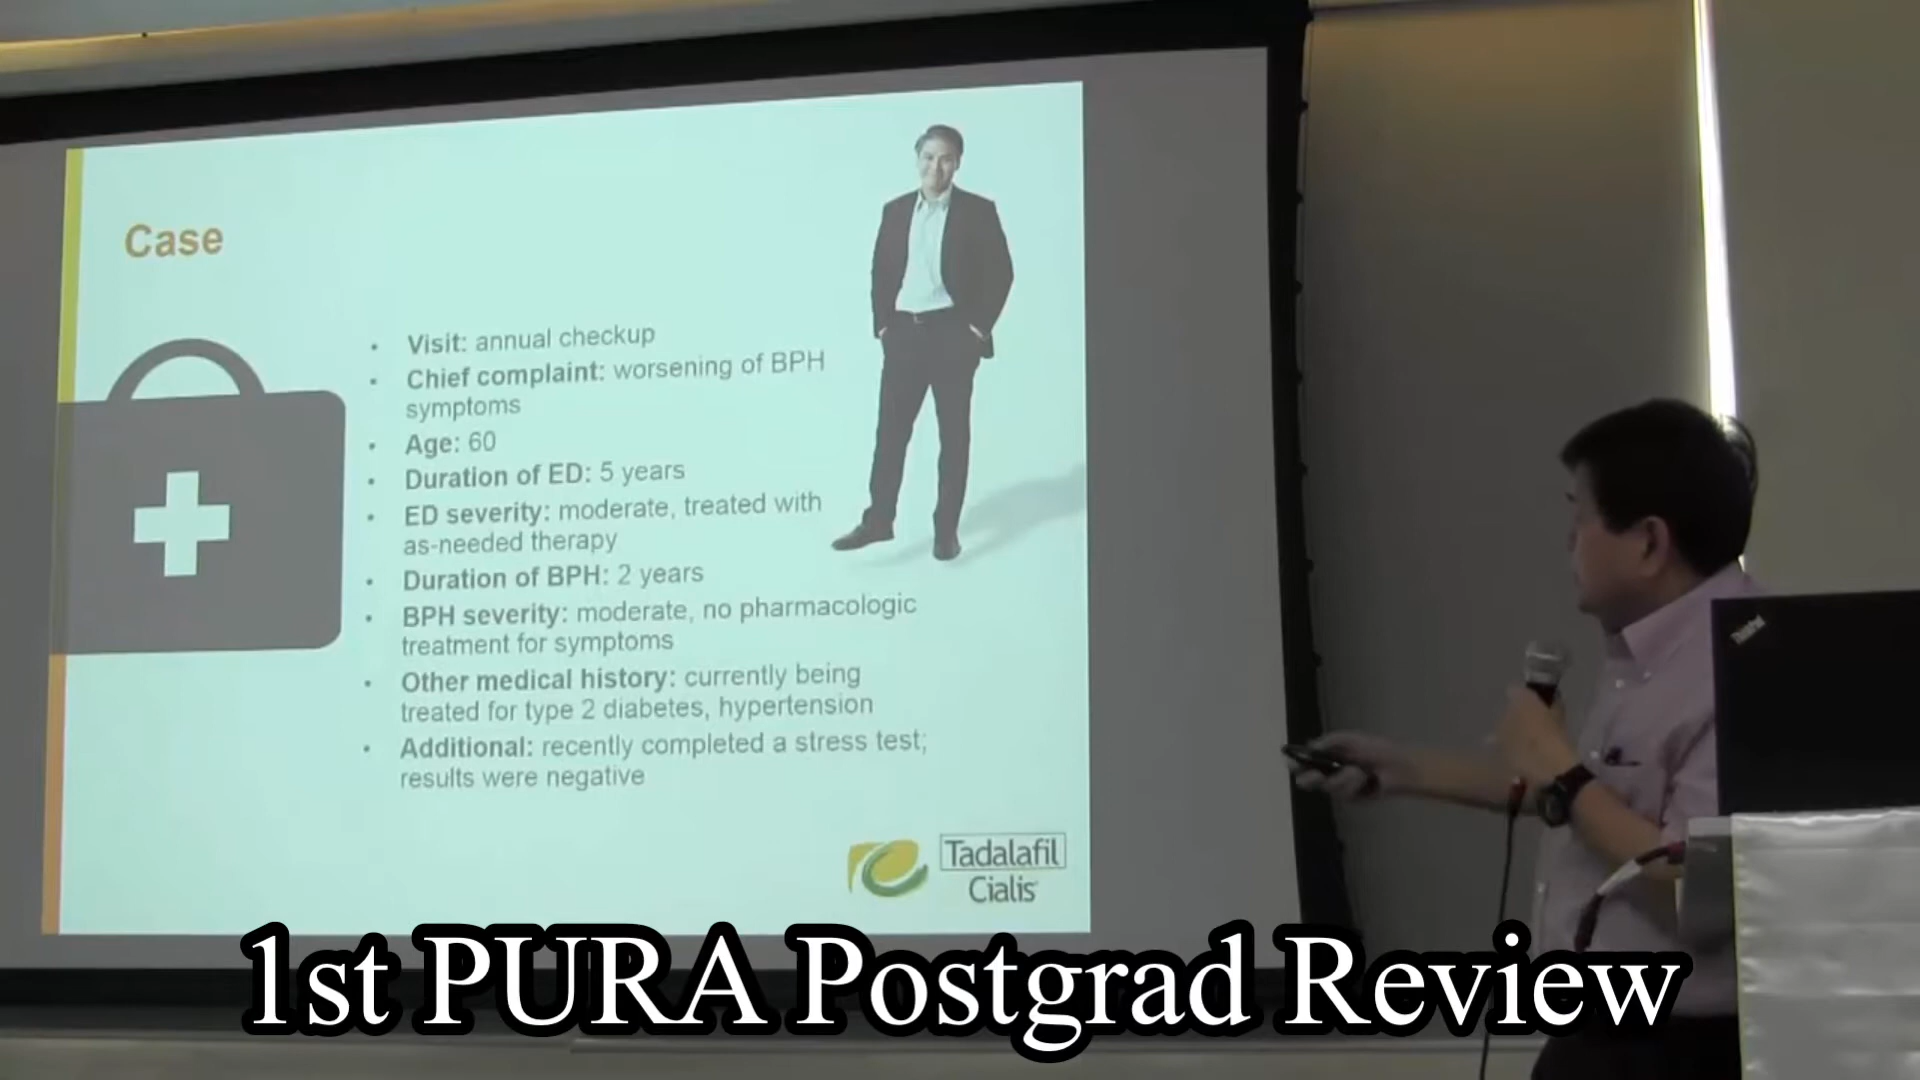 Case
• Visit: annual checkup
• Chief complaint: worsening of BPH
symptoms
• Age: 60
• Duration of ED: 5 years
• ED severity: moderate, treated with
as-needed therapy
• Duration of BPH: 2 years
• BPH severity: moderate, no pharmacologic
treatment for symptoms
• Other medical history: currently being
treated for type 2 diabetes, hypertension
• Additional: recently completed a stress test;
results were negative
Tadalafil
Cialis
ThinkPad
1st PURA Postgrad Review